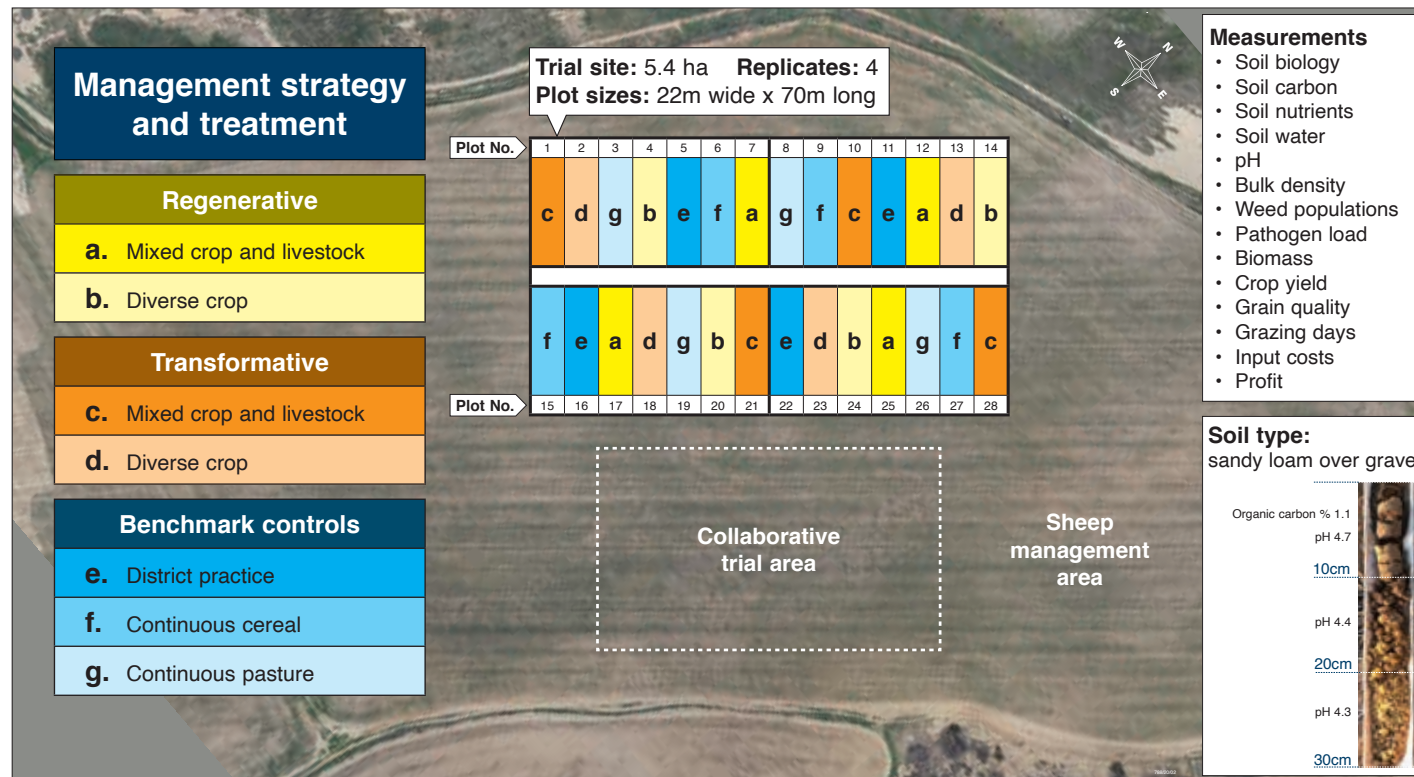 Management strategy
and treatment
Regenerative
a. Mixed crop and livestock
b. Diverse crop
Transformative
c. Mixed crop and livestock
d. Diverse crop
Benchmark controls
e. District practice
f. Continuous cereal
g. Continuous pasture
Trial site: 5.4 ha Replicates: 4
Plot sizes: 22m wide x 70m long
Plot No. 1 2 3 4 5 6 7 8 9 10 11 12 13 14
c d g b e f a g f c e a d b
f e a d g b c e d b a g f c
Plot No. 15 16 17 18 19 20 21 22 23 24 25 26 27 28
Collaborative
trial area
Sheep
management
area
W N
S E
Measurements
• Soil biology
• Soil carbon
• Soil nutrients
• Soil water
• pH
• Bulk density
• Weed populations
• Pathogen load
• Biomass
• Crop yield
• Grain quality
• Grazing days
• Input costs
• Profit
Soil type:
sandy loam over grave
Organic carbon % 1.1
pH 4.7
10cm
pH 4.4
20cm
pH 4.3
30cm